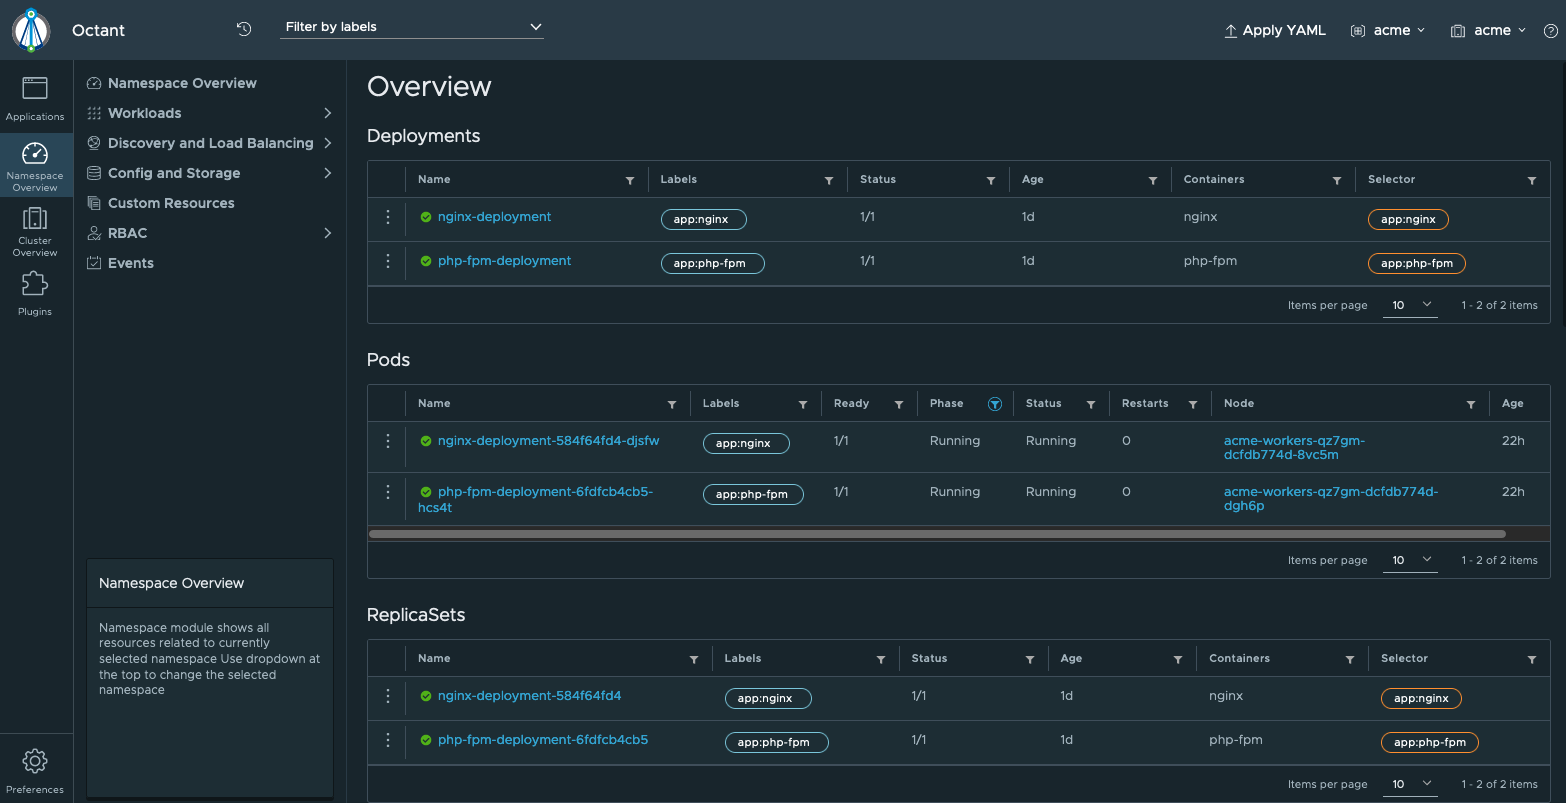 Octant
Filter by labels
Apply YAML
acme
acme
Applications
Namespace
Overview
Cluster
Overview
Plugins
Preferences
Namespace Overview
Workloads
Discovery and Load Balancing
Config and Storage
Custom Resources
RBAC
Events
Namespace Overview
Namespace module shows all
resources related to currently
selected namespace Use dropdown at
the top to change the selected
namespace
Overview
Deployments
Name Labels Status Age Containers Selector
nginx-deployment app:nginx 1/1 1d nginx app:nginx
php-fpm-deployment app:php-fpm 1/1 1d php-fpm app:php-fpm
Items per page 10 1 - 2 of 2 items
Pods
Name Labels Ready Phase Status Restarts Node Age
nginx-deployment-584f64fd4-djsfw app:nginx 1/1 Running Running 0 acme-workers-qz7gm-
dcfdb774d-8vc5m 22h
php-fpm-deployment-6fdfcb4cb5-
hcs4t app:php-fpm 1/1 Running Running 0 acme-workers-qz7gm-dcfdb774d-
dgh6p 22h
Items per page 10 1 - 2 of 2 items
ReplicaSets
Name Labels Status Age Containers Selector
nginx-deployment-584f64fd4 app:nginx 1/1 1d nginx app:nginx
php-fpm-deployment-6fdfcb4cb5 app:php-fpm 1/1 1d php-fpm app:php-fpm
Items per page 10 1 - 2 of 2 items